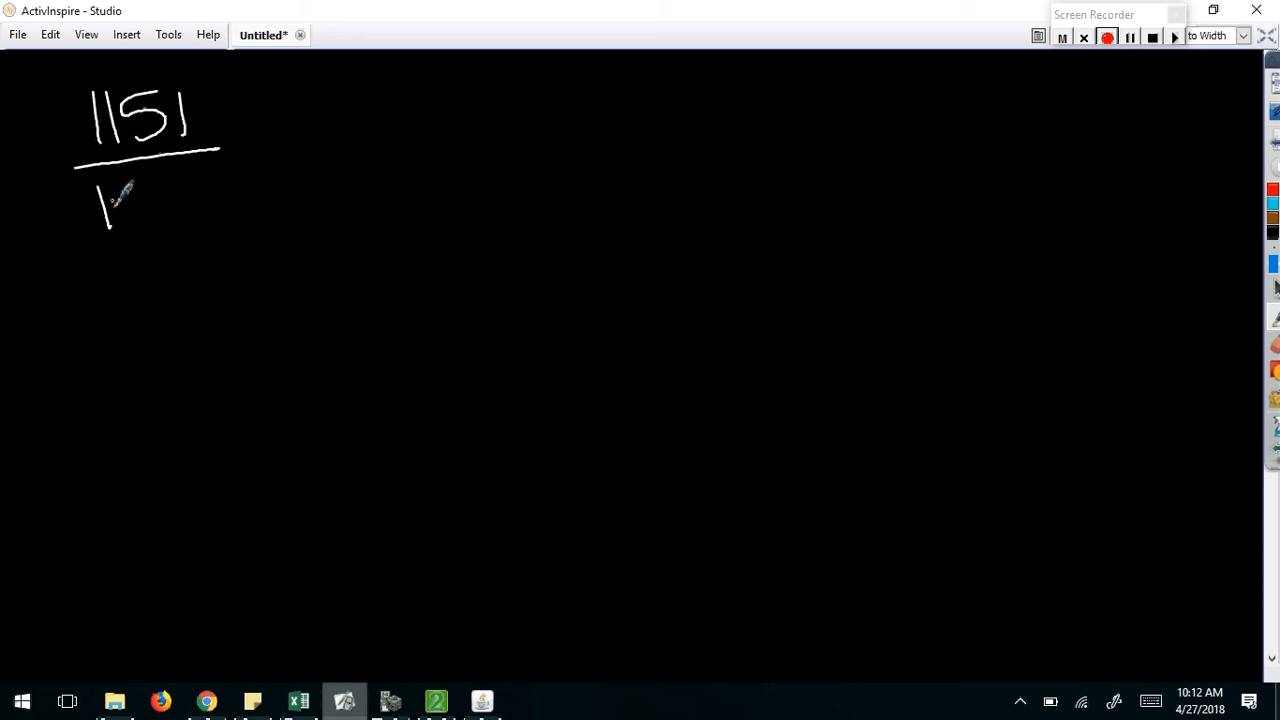 ActivInspire - Studio
Screen Recorder
File Edit View Insert Tools Help Untitled*
M
to Width
1151
1
10:12 AM
4/27/2018